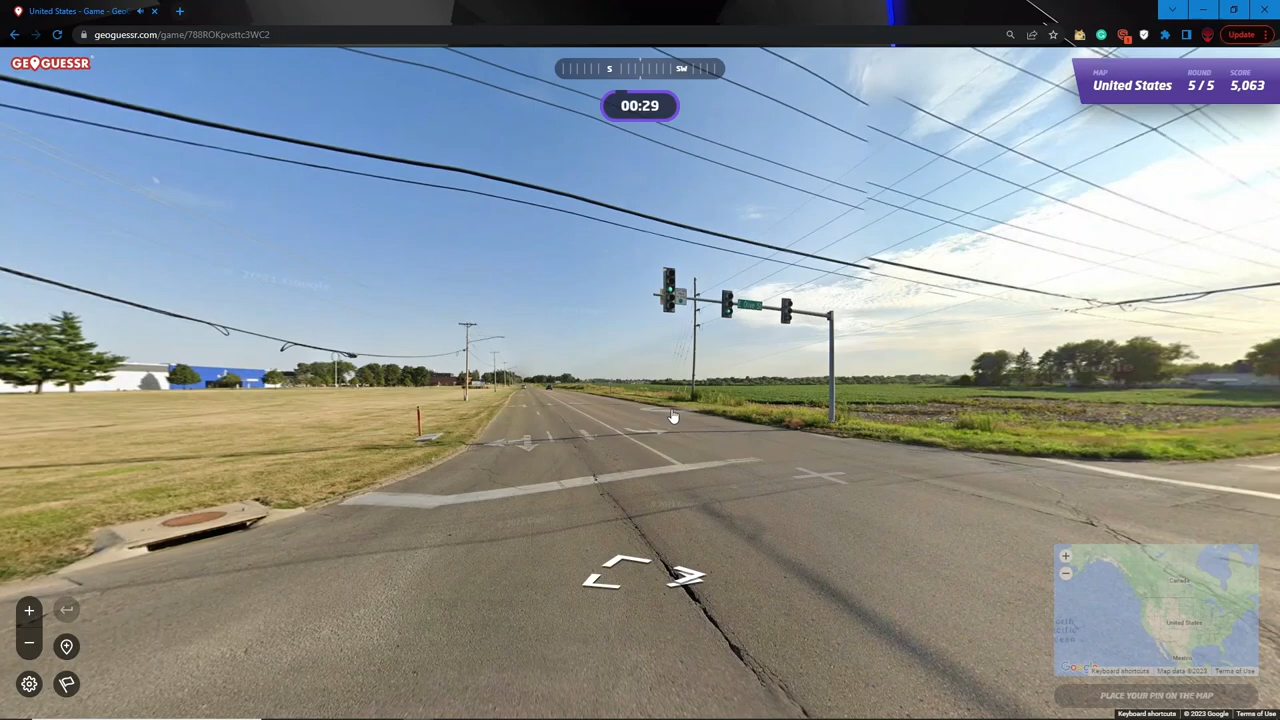 United States - Game - Geo
geoguessr.com/game/788ROKpvsttc3WC2
Update
GEOGUESSR
S SW
00:29
MAP ROUND SCORE
United States 5 / 5 5,063
Canada
United States
Mexico
Google
Keyboard shortcuts Map data ©2023 Terms of Use
PLACE YOUR PIN ON THE MAP
Keyboard shortcuts © 2023 Google Terms of Use